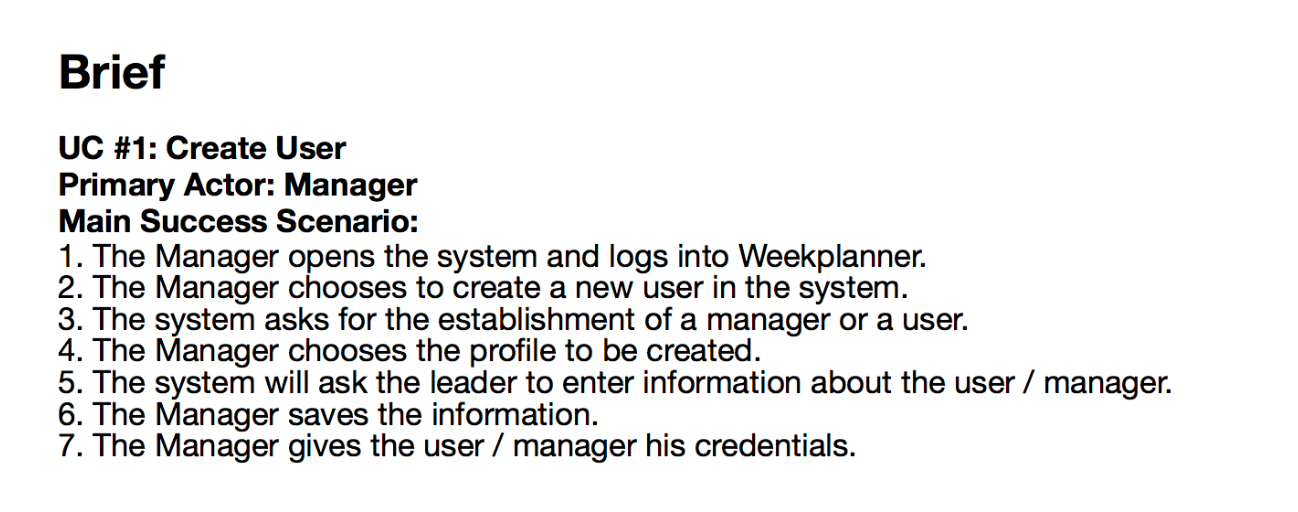 Brief
UC #1: Create User
Primary Actor: Manager
Main Success Scenario:
1. The Manager opens the system and logs into Weekplanner.
2. The Manager chooses to create a new user in the system.
3. The system asks for the establishment of a manager or a user.
4. The Manager chooses the profile to be created.
5. The system will ask the leader to enter information about the user / manager.
6. The Manager saves the information.
7. The Manager gives the user / manager his credentials.